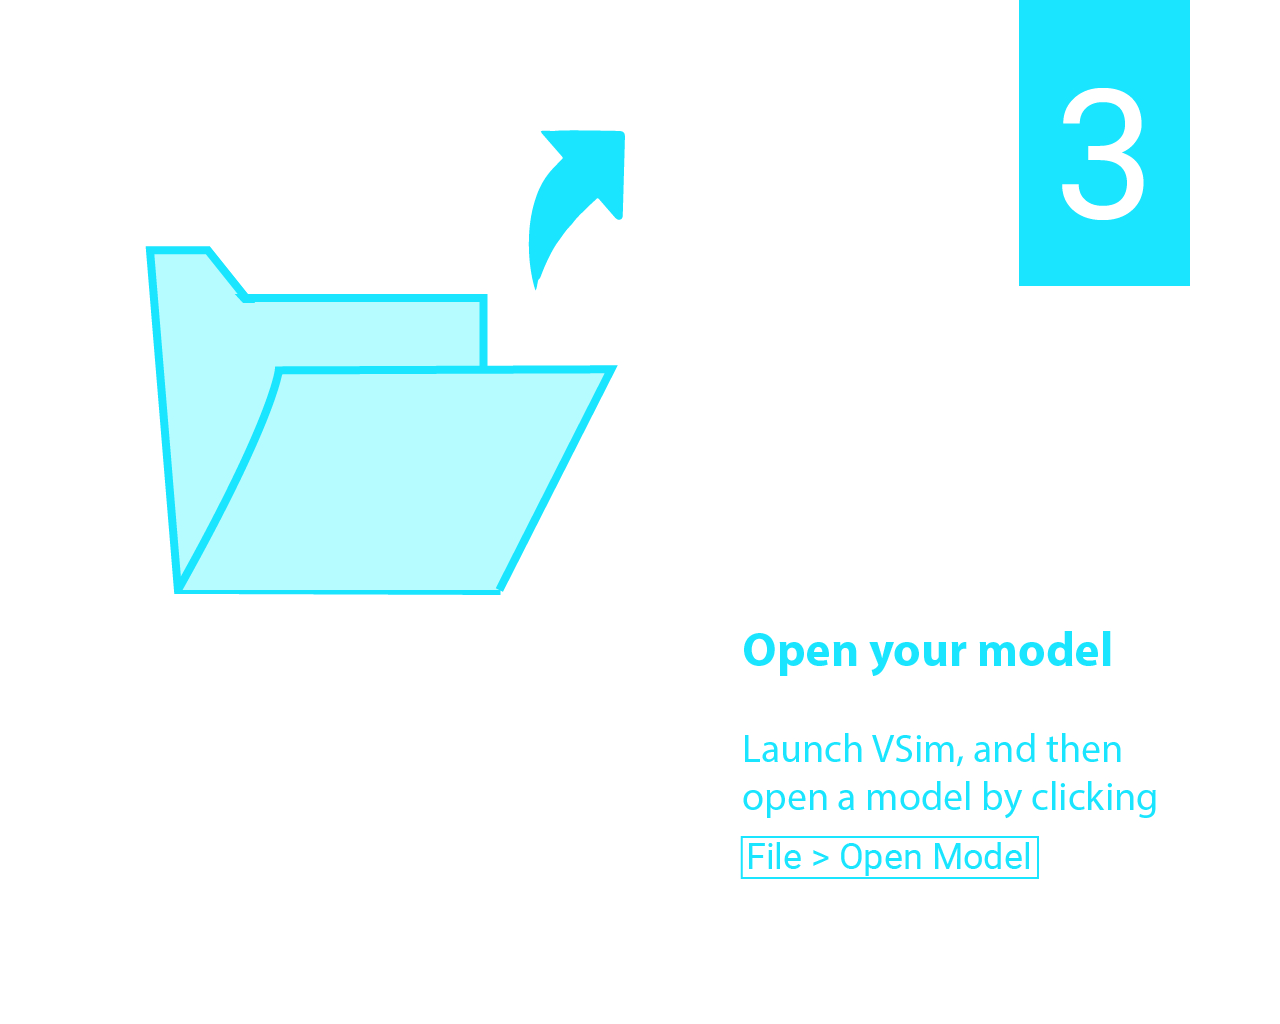 3
Open your model
Launch VSim, and then
open a model by clicking
File > Open Model